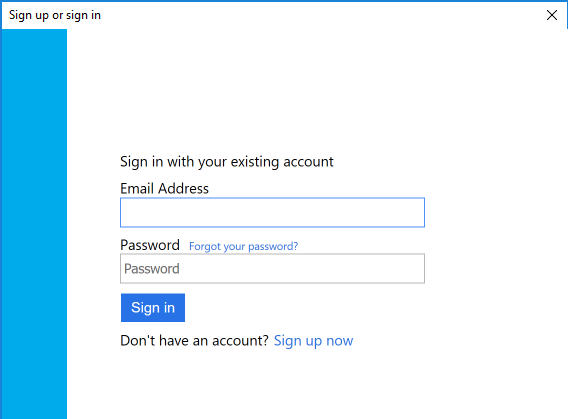 Sign up or sign in
Sign in with your existing account
Email Address
Password Forgot your password?
Password
Sign in
Don't have an account? Sign up now